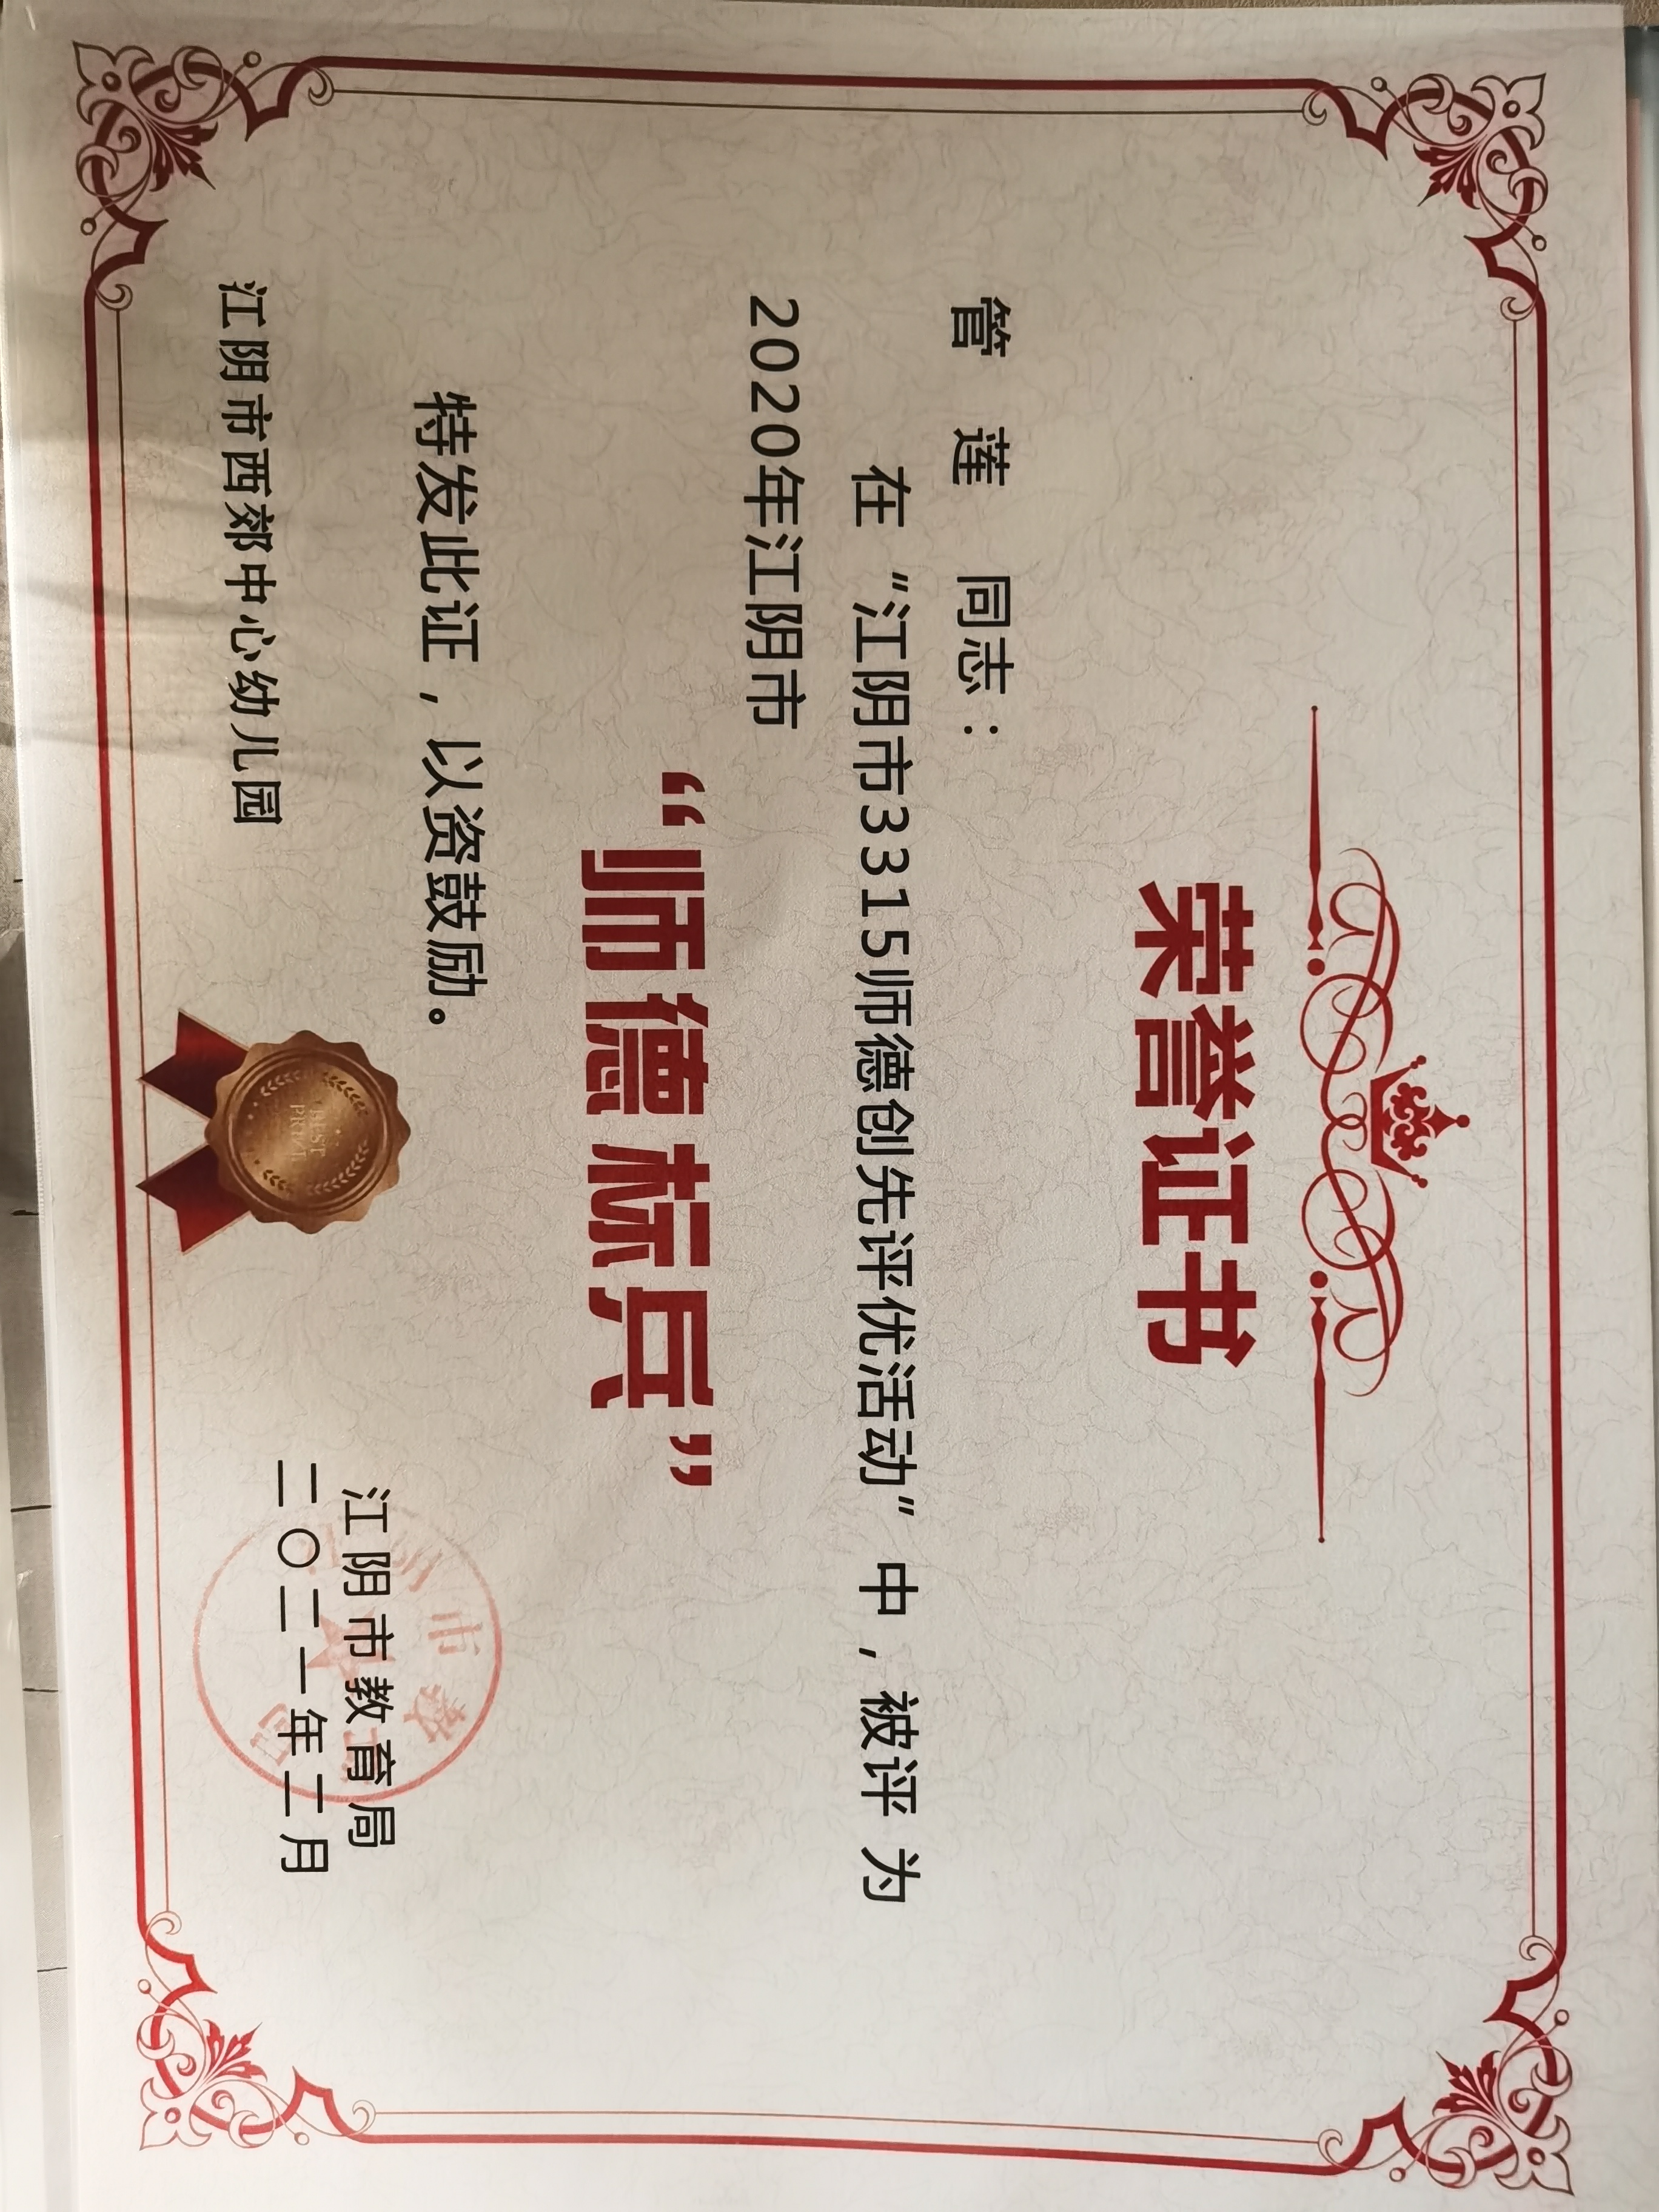 荣誉证书
管 莲 同志：
在“江阴市3315师德创先评优活动”中，被评为
2020年江阴市
“师德标兵”
特发此证，以资鼓励。
BEST
PRIZE
江阴市教育局
二〇二一年二月
江阴市西郊中心幼儿园